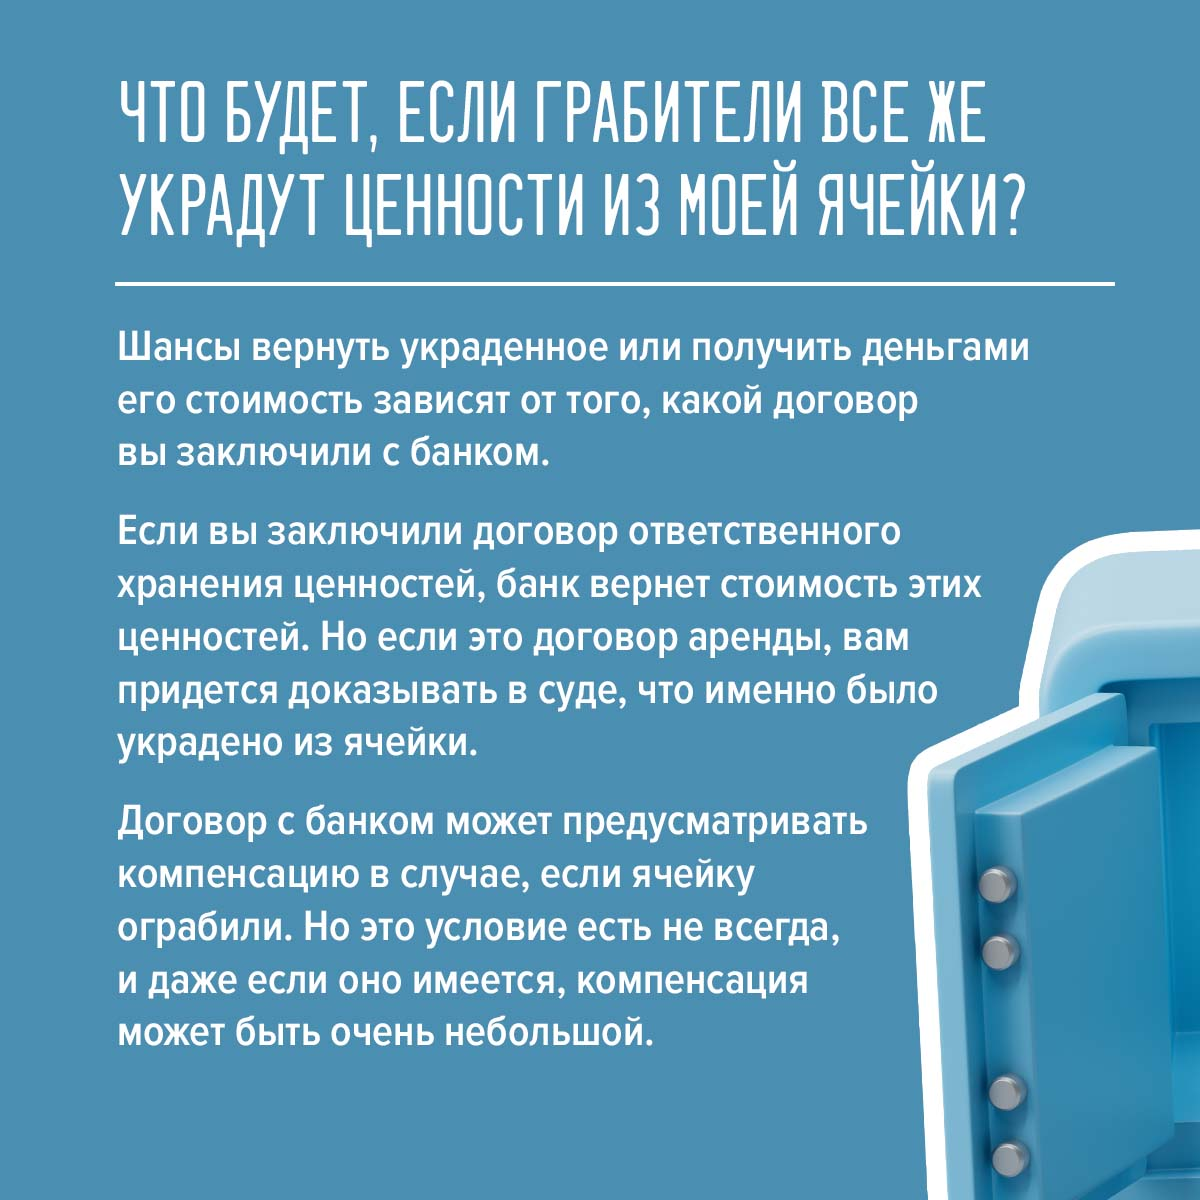 ЧТО БУДЕТ, ЕСЛИ ГРАБИТЕЛИ ВСЕ ЖЕ
УКРАДУТ ЦЕННОСТИ ИЗ МОЕЙ ЯЧЕЙКИ?
Шансы вернуть украденное или получить деньгами
его стоимость зависят от того, какой договор
вы заключили с банком.
Если вы заключили договор ответственного
хранения ценностей, банк вернет стоимость этих
ценностей. Но если это договор аренды, вам
придется доказывать в суде, что именно было
украдено из ячейки.
Договор с банком может предусматривать
компенсацию в случае, если ячейку
ограбили. Но это условие есть не всегда,
и даже если оно имеется, компенсация
может быть очень небольшой.